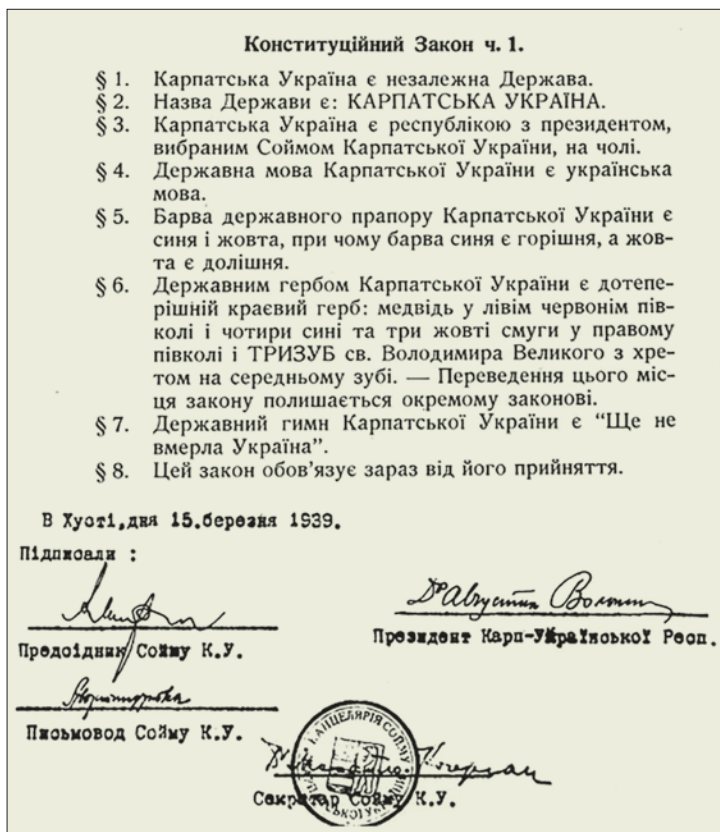 Конституційний Закон ч. 1.
§ 1. Карпатська Україна є незалежна Держава.
§ 2. Назва Держави є: КАРПАТСЬКА УКРАЇНА.
§ 3. Карпатська Україна є республікою з президентом,
вибраним Соймом Карпатської України, на чолі.
§ 4. Державна мова Карпатської України є українська
мова.
§ 5. Барва державного прапору Карпатської України є
синя і жовта, при чому барва синя є горішня, а жов-
та є долішня.
§ 6. Державним гербом Карпатської України є дотепе-
рішній краєвий герб: медвідь у лівім червонім пів-
колі і чотири сині та три жовті смуги у правому
півколі і ТРИЗУБ св. Володимира Великого з хре-
том на середньому зубі. — Переведення цього міс-
ця закону полишається окремому законові.
§ 7. Державний гимн Карпатської України є “Ще не
вмерла Україна”.
§ 8. Цей закон обов'язує зараз від його прийняття.
В Хусті,дня 15.березня 1939.
Підписали :
Др Августин Волошин
Предсідник Сойму К.У.
Президент Карп-Української Респ.
Письмовод Сойму К.У.
КАНЦЕЛЯРІЯ СОЙМУ
Секретар Сойму К.У.